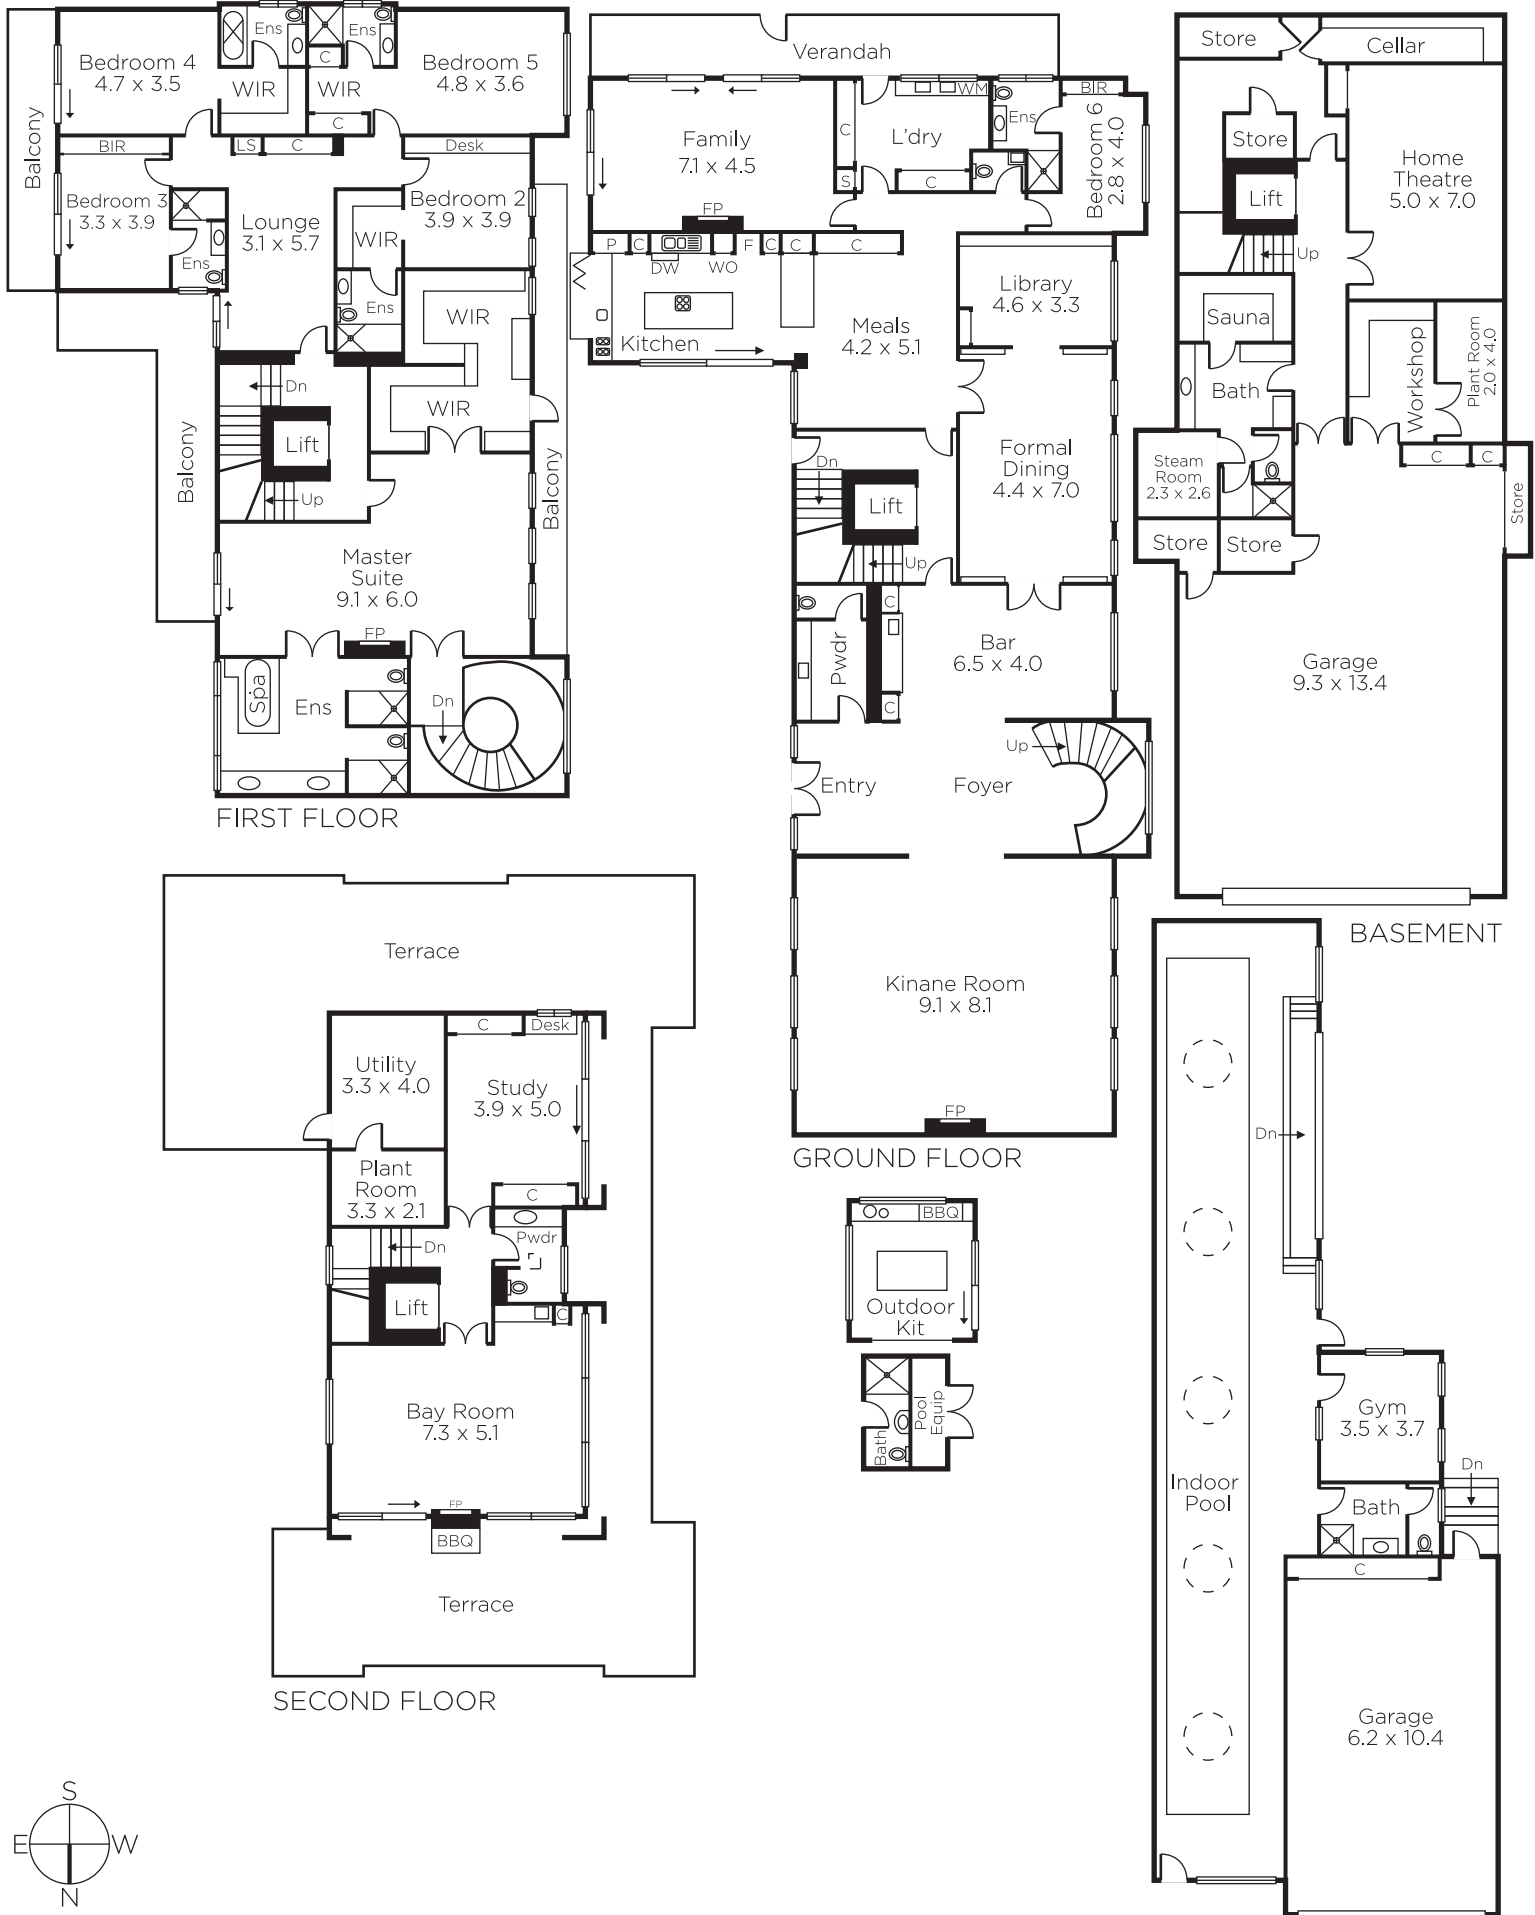 Bedroom 4
4.7 x 3.5
Ens
WIR
Ens
C
WIR
C
Bedroom 5
4.8 x 3.6
Balcony
BIR
LS
C
Desk
Bedroom 3
3.3 x 3.9
Ens
Lounge
3.1 x 5.7
Bedroom 2
3.9 x 3.9
WIR
Ens
WIR
WIR
Dn
Lift
Up
Balcony
Balcony
Master
Suite
9.1 x 6.0
FP
Spa
Ens
Dn
FIRST FLOOR
Verandah
Family
7.1 x 4.5
C
S
L'dry
C
WM
Ens
BIR
Bedroom 6
2.8 x 4.0
FP
P
C
DW
WO
F
C
C
C
Kitchen
Meals
4.2 x 5.1
Library
4.6 x 3.3
Formal
Dining
4.4 x 7.0
Dn
Lift
Up
C
Pwdr
C
Bar
6.5 x 4.0
Up
Entry
Foyer
Kinane Room
9.1 x 8.1
FP
GROUND FLOOR
Store
Cellar
Store
Home
Theatre
5.0 x 7.0
Lift
Up
Sauna
Bath
Workshop
Plant Room
2.0 x 4.0
Steam
Room
2.3 x 2.6
C
C
Store
Store
Store
Garage
9.3 x 13.4
BASEMENT
Terrace
Utility
3.3 x 4.0
C
Desk
Study
3.9 x 5.0
Plant
Room
3.3 x 2.1
C
Pwdr
Dn
Lift
C
Bay Room
7.3 x 5.1
FP
BBQ
Terrace
SECOND FLOOR
BBQ
Outdoor
Kit
Bath
Pool
Equip
Dn
Gym
3.5 x 3.7
Indoor
Pool
Dn
Bath
C
Garage
6.2 x 10.4
S
E
W
N